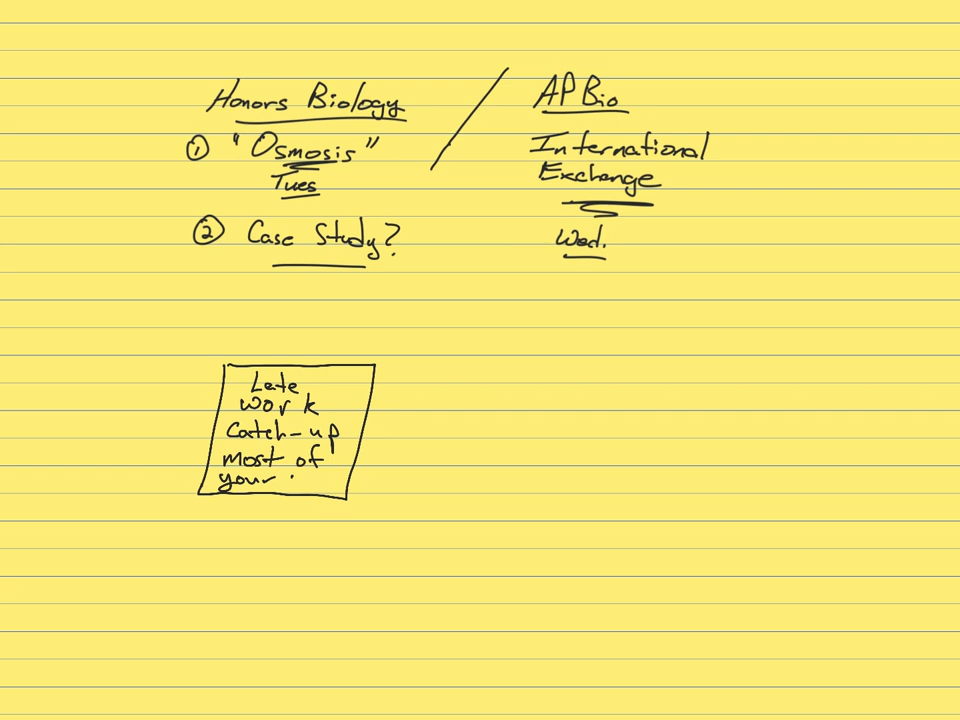 Honors Biology
① "Osmosis"
Tues
② Case Study?
/
AP Bio
International
Exchange
Wed.
Late
work
Catch-up
most of
your .